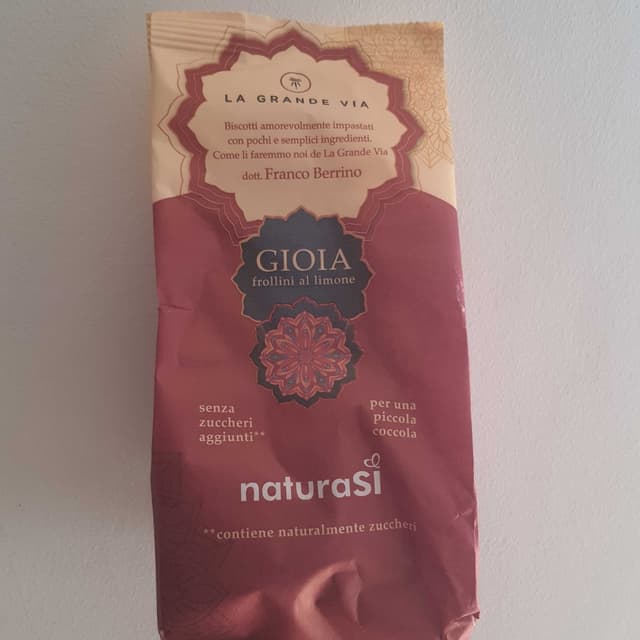 LA GRANDE VIA
Biscotti amorevolmente impastati
con pochi e semplici ingredienti.
Come li faremmo noi de La Grande Via
dott. Franco Berrino
GIOIA
frollini al limone
senza
zuccheri
aggiunti**
per una
piccola
coccola
naturaSì
**contiene naturalmente zuccheri